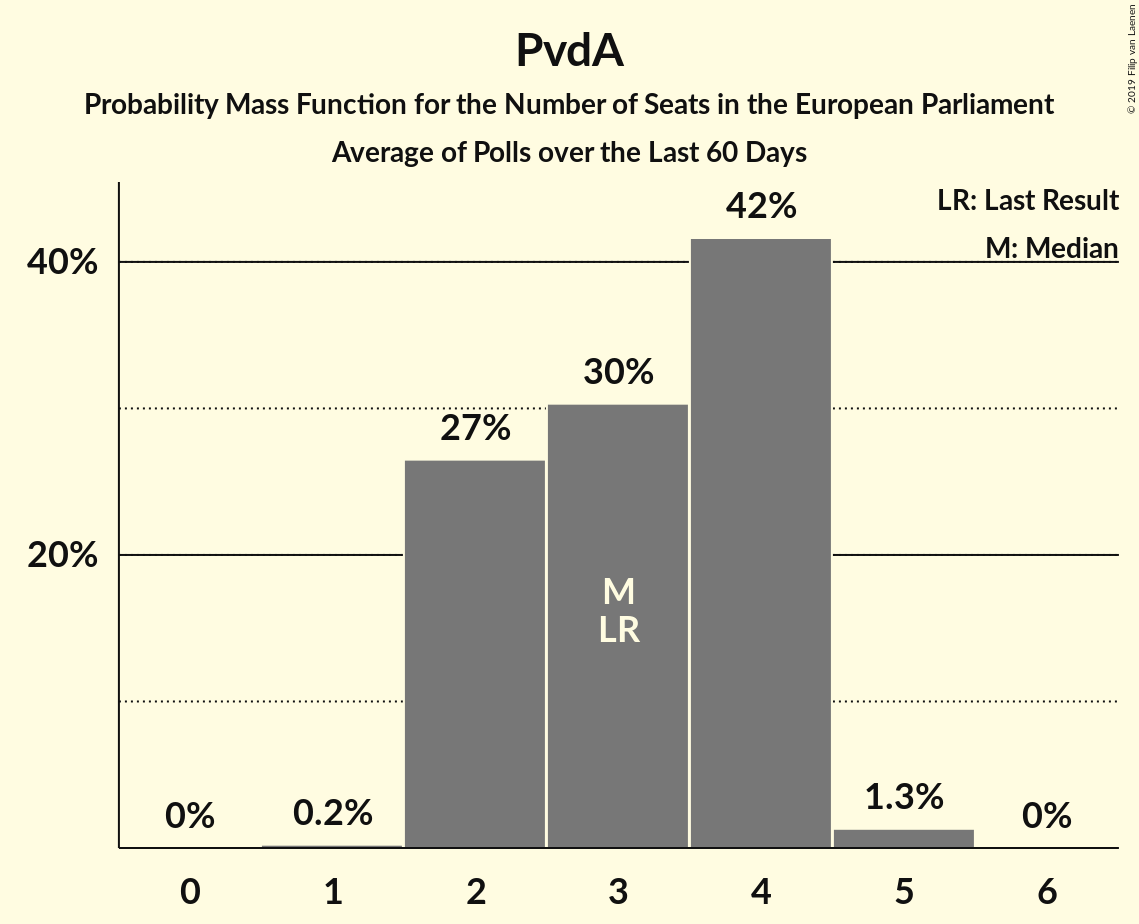 PvdA
Probability Mass Function for the Number of Seats in the European Parliament
Average of Polls over the Last 60 Days
© 2019 Filip van Laenen
LR: Last Result
M: Median
40%
20%
0%
0.2%
27%
30%
42%
1.3%
0%
M
LR
0
1
2
3
4
5
6